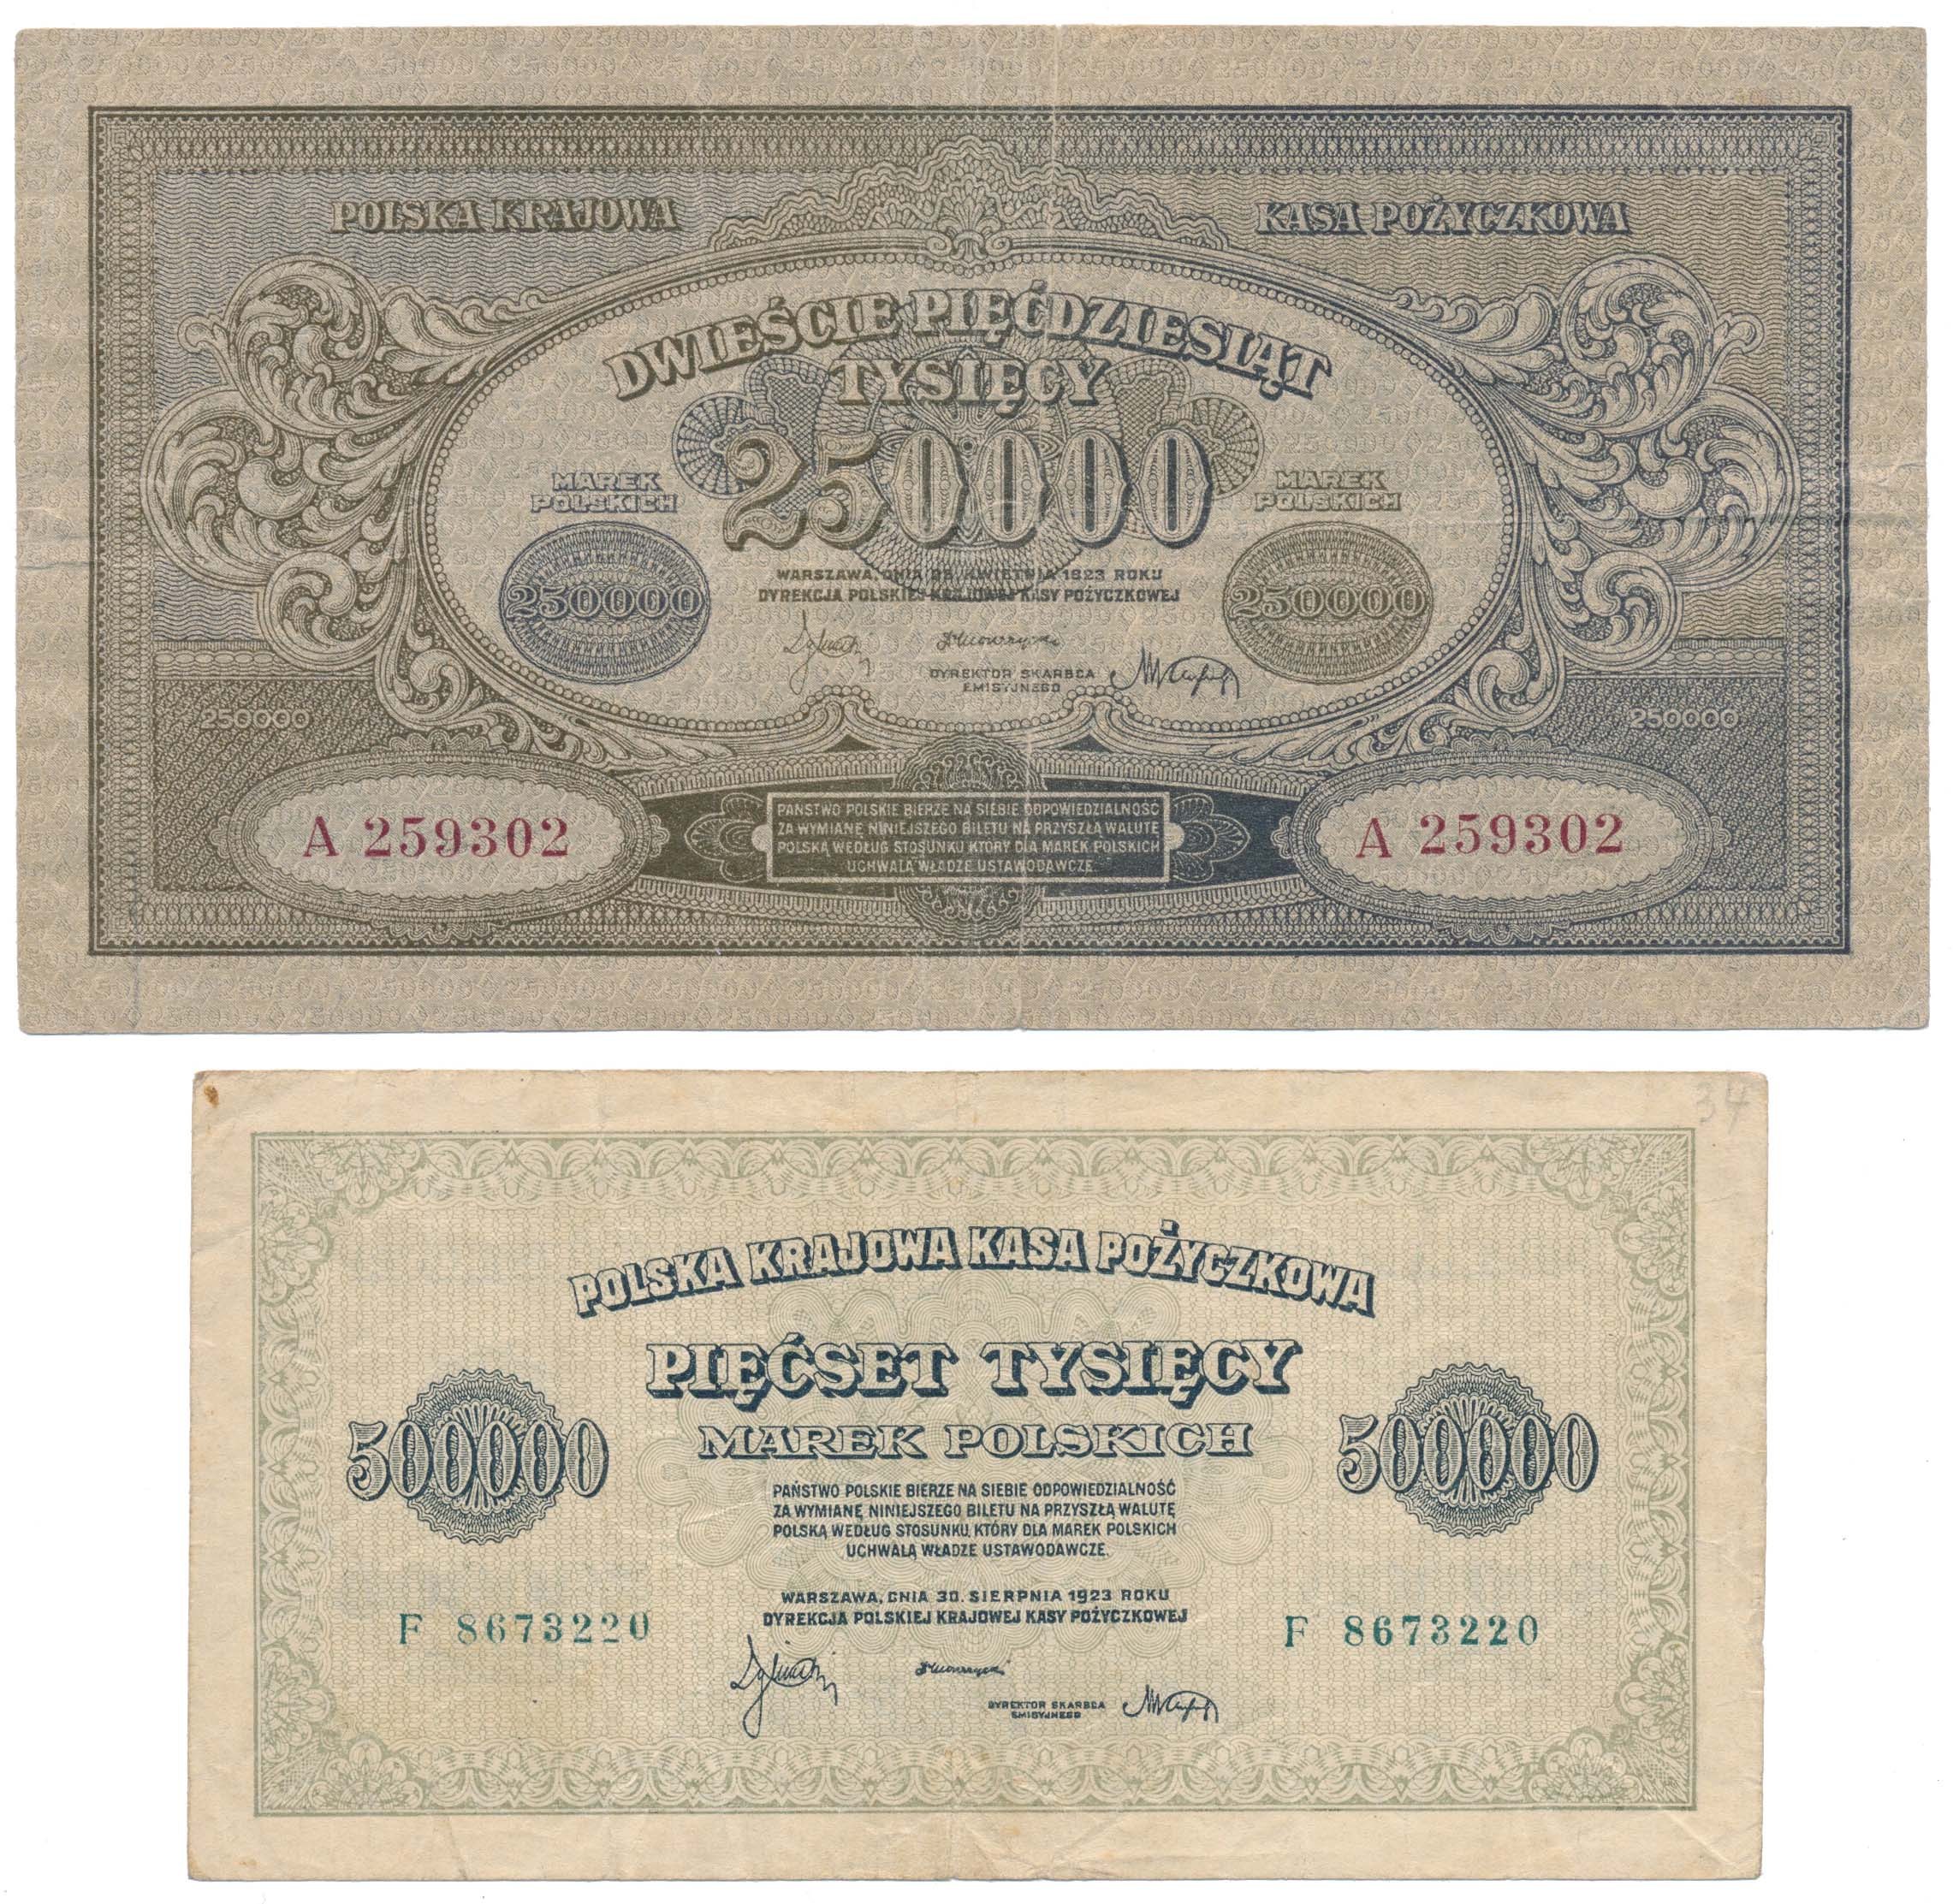 POLSKA KRAJOWA KASA POŻYCZKOWA
DWIEŚCIE PIĘĆDZIESIĄT
TYSIĘCY
250000
MAREK
POLSKICH
250000
MAREK
POLSKICH
250000
WARSZAWA, DNIA 25. KWIETNIA 1923 ROKU
DYREKCJA POLSKIEJ KRAJOWEJ KASY POŻYCZKOWEJ
DYREKTOR SKARBCA
EMISYJNEGO
250000
250000
A 259302
PAŃSTWO POLSKIE BIERZE NA SIEBIE ODPOWIEDZIALNOŚĆ
ZA WYMIANĘ NINIEJSZEGO BILETU NA PRZYSZŁĄ WALUTĘ
POLSKĄ WEDŁUG STOSUNKU, KTÓRY DLA MAREK POLSKICH
UCHWALĄ WŁADZE USTAWODAWCZE.
A 259302
34
POLSKA KRAJOWA KASA POŻYCZKOWA
PIĘĆSET TYSIĘCY
MAREK POLSKICH
500000
500000
PAŃSTWO POLSKIE BIERZE NA SIEBIE ODPOWIEDZIALNOŚĆ
ZA WYMIANĘ NINIEJSZEGO BILETU NA PRZYSZŁĄ WALUTĘ
POLSKĄ WEDŁUG STOSUNKU, KTÓRY DLA MAREK POLSKICH
UCHWALĄ WŁADZE USTAWODAWCZE.
WARSZAWA, DNIA 30. SIERPNIA 1923 ROKU
DYREKCJA POLSKIEJ KRAJOWEJ KASY POŻYCZKOWEJ
F 8673220
F 8673220
DYREKTOR SKARBCA
EMISYJNEGO